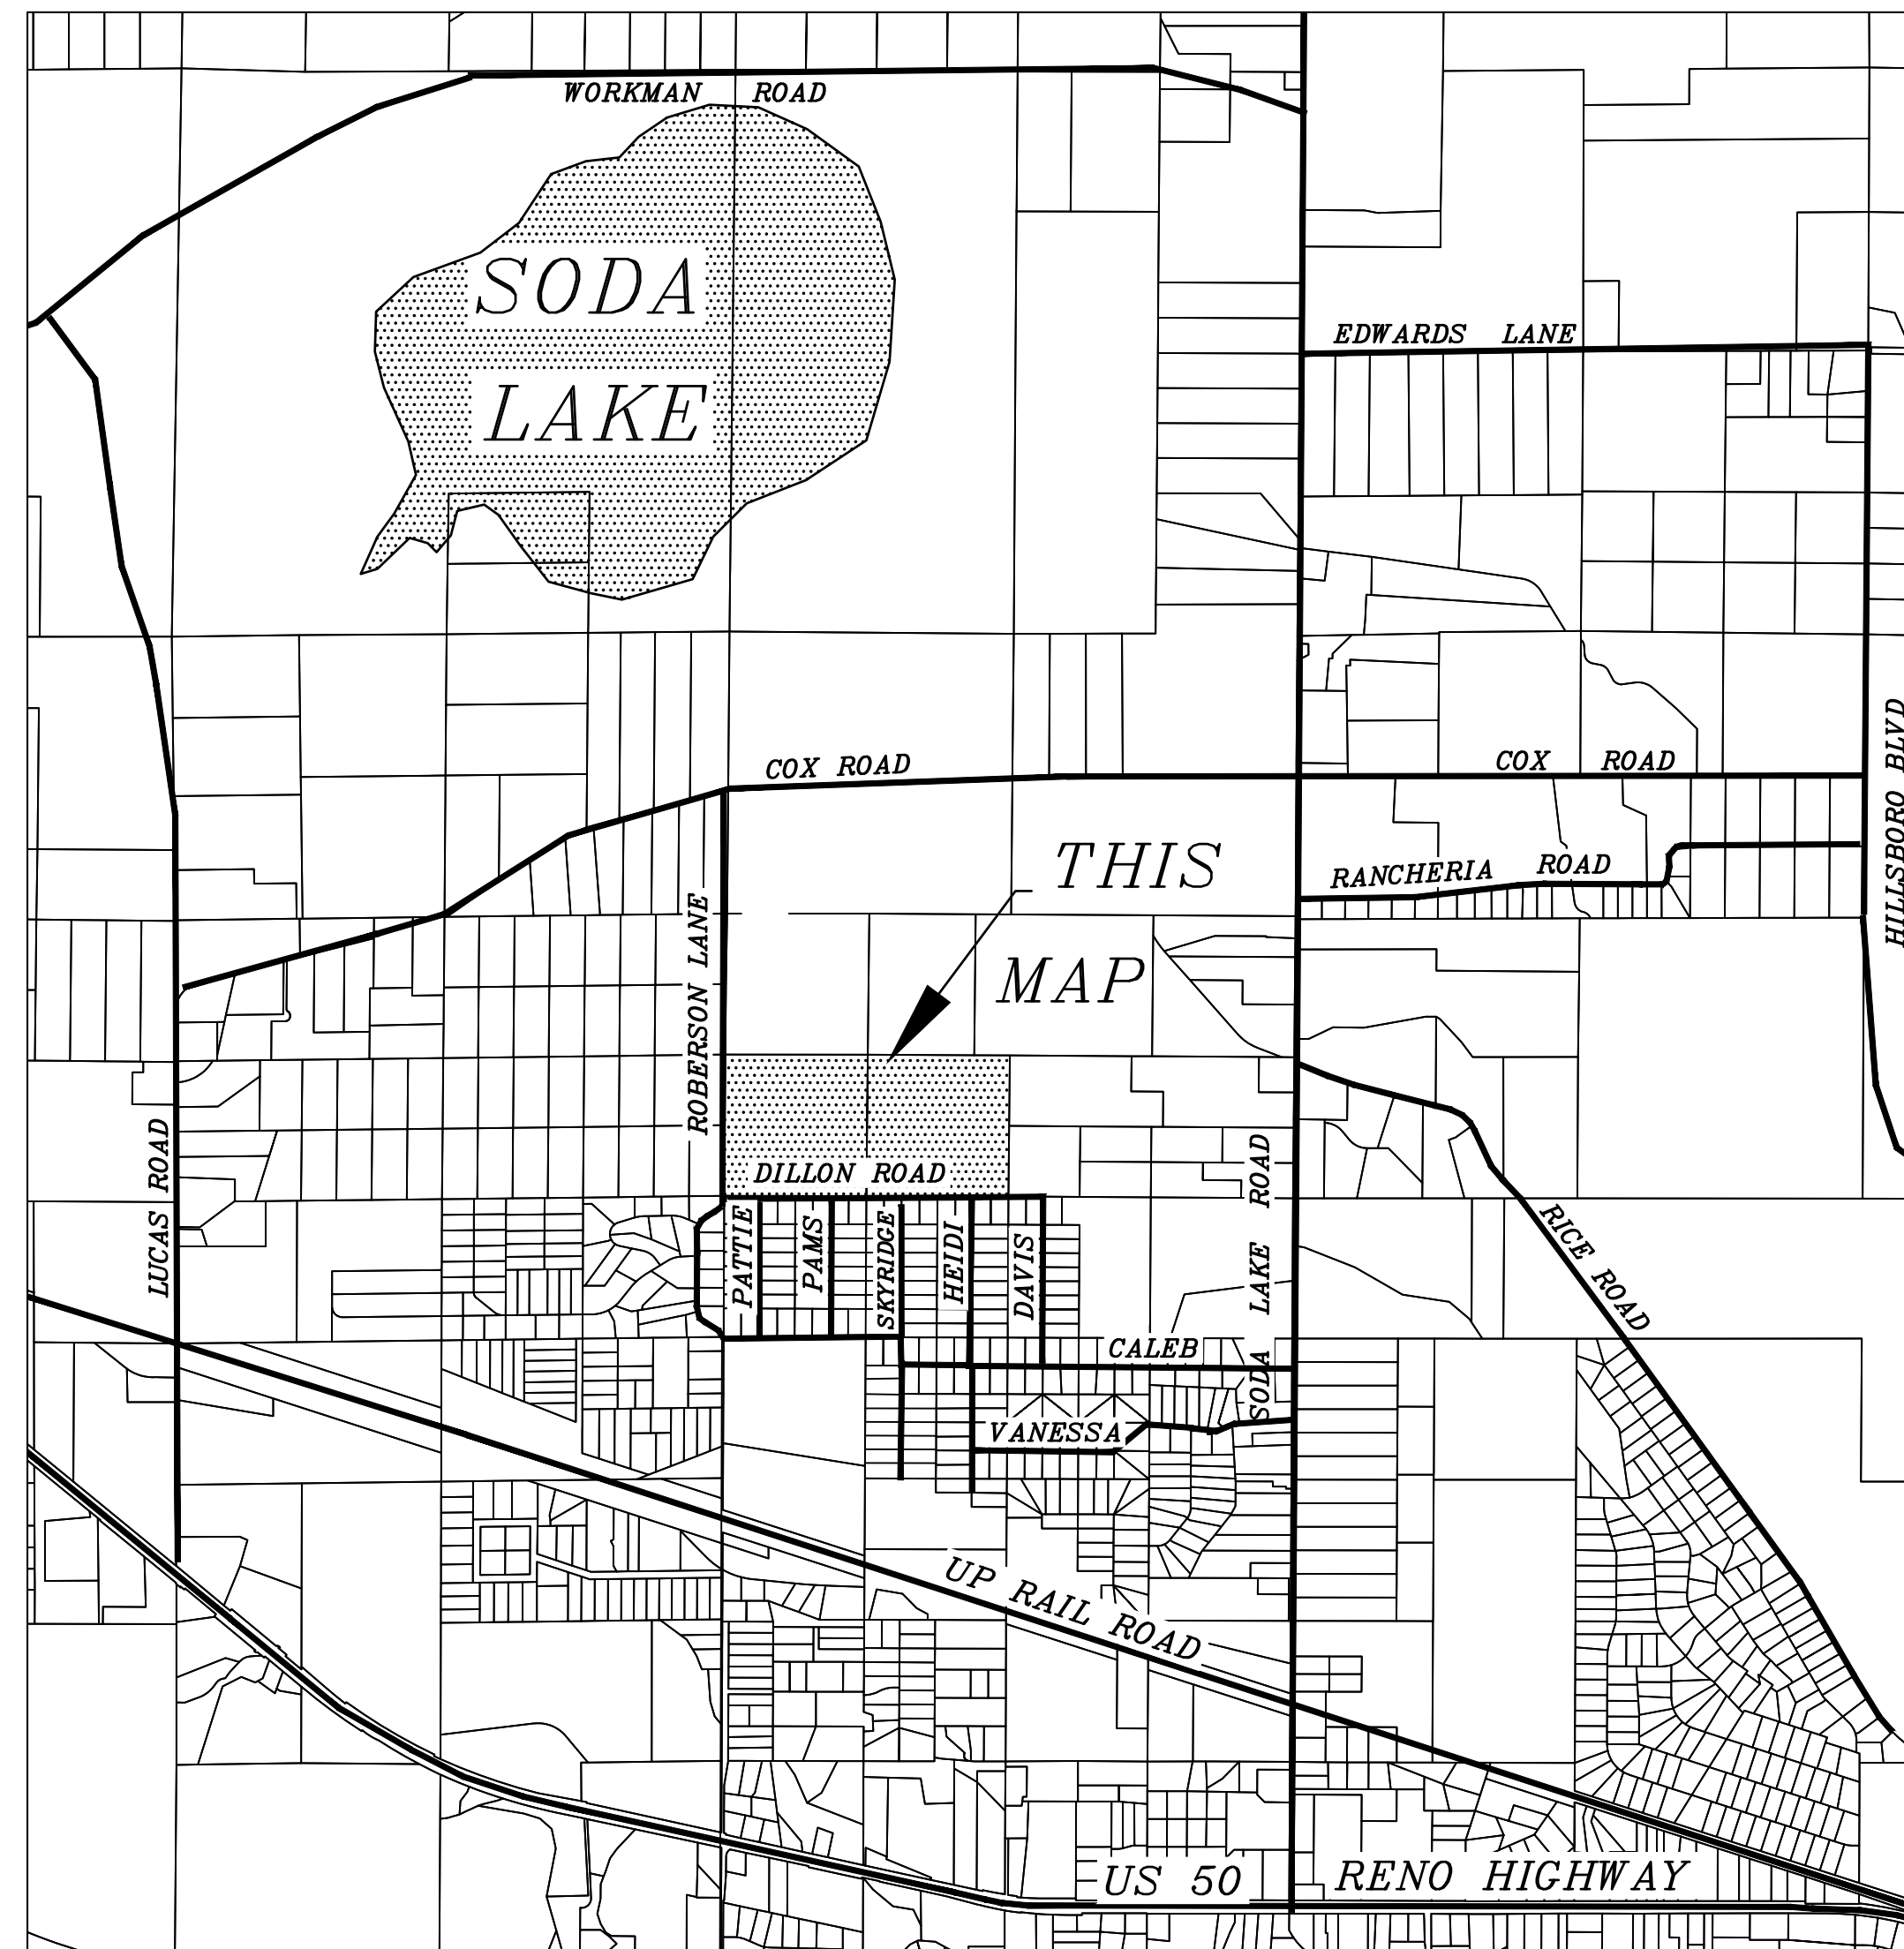 WORKMAN ROAD
SODA
LAKE
EDWARDS LANE
COX ROAD
COX ROAD
HILLSBORO BLVD
THIS
MAP
RANCHERIA ROAD
ROBERSON LANE
LUCAS ROAD
DILLON ROAD
PATTIE
PAMS
SKYRIDGE
HEIDI
DAVIS
SODA LAKE ROAD
RICE ROAD
CALEB
VANESSA
UP RAIL ROAD
US 50 RENO HIGHWAY